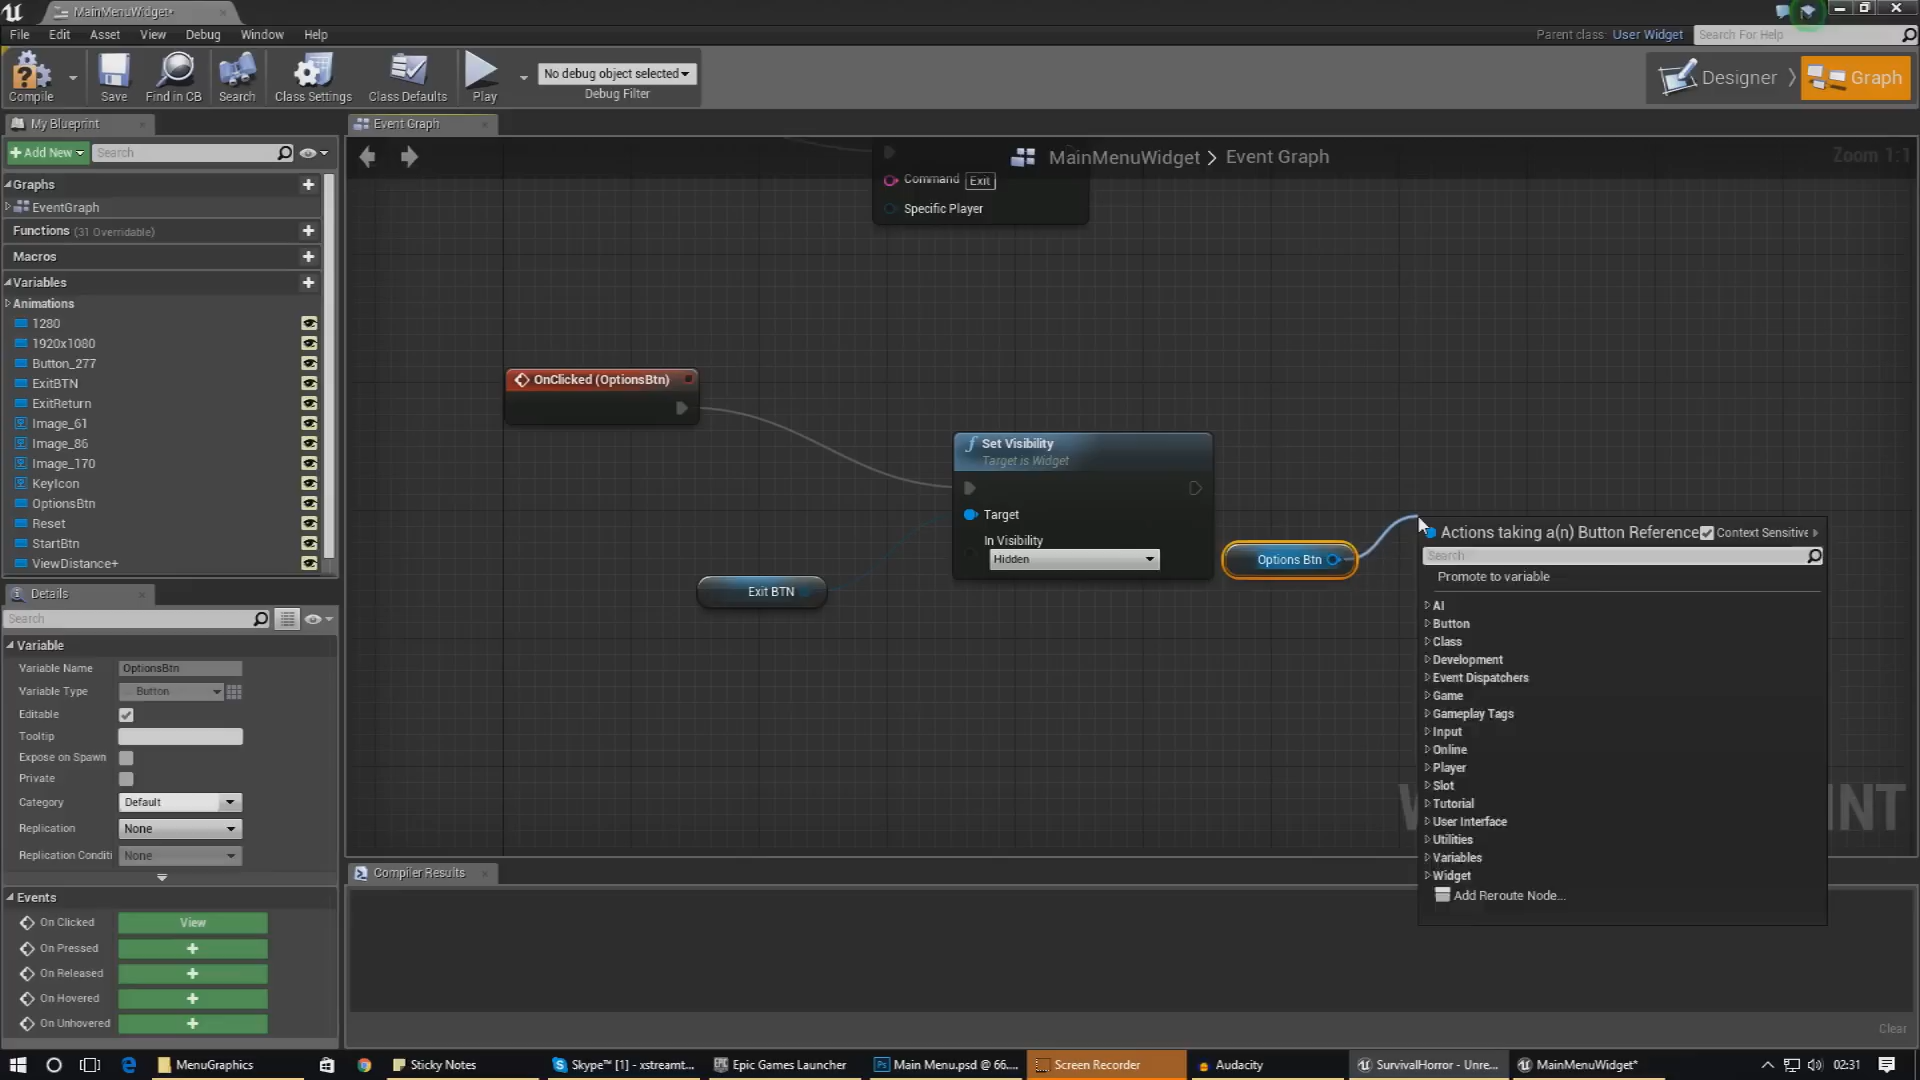 MainMenuWidget*
File Edit Asset View Debug Window Help
Parent class: User Widget Search For Help
Compile Save Find in CB Search Class Settings Class Defaults Play
No debug object selected
Debug Filter
Designer Graph
My Blueprint
Event Graph
Add New Search
MainMenuWidget > Event Graph
Zoom 1:1
Graphs
EventGraph
Functions (31 Overridable)
Macros
Variables
Animations
1280
1920x1080
Button_277
ExitBTN
ExitReturn
Image_61
Image_86
Image_170
KeyIcon
OptionsBtn
Reset
StartBtn
ViewDistance+
Command Exit
Specific Player
OnClicked (OptionsBtn)
Set Visibility
Target is Widget
Target
In Visibility
Hidden
Exit BTN
Options Btn
Actions taking a(n) Button Reference Context Sensitive
Search
Promote to variable
AI
Button
Class
Development
Event Dispatchers
Game
Gameplay Tags
Input
Online
Player
Slot
Tutorial
User Interface
Utilities
Variables
Widget
Add Reroute Node...
Details
Search
Variable
Variable Name OptionsBtn
Variable Type Button
Editable
Tooltip
Expose on Spawn
Private
Category Default
Replication None
Replication Conditi None
Events
On Clicked View
On Pressed
On Released
On Hovered
On Unhovered
Compiler Results
Clear
MenuGraphics Sticky Notes Skype™ [1] - xstreamt... Epic Games Launcher Main Menu.psd @ 66.... Screen Recorder Audacity SurvivalHorror - Unre... MainMenuWidget* 02:31